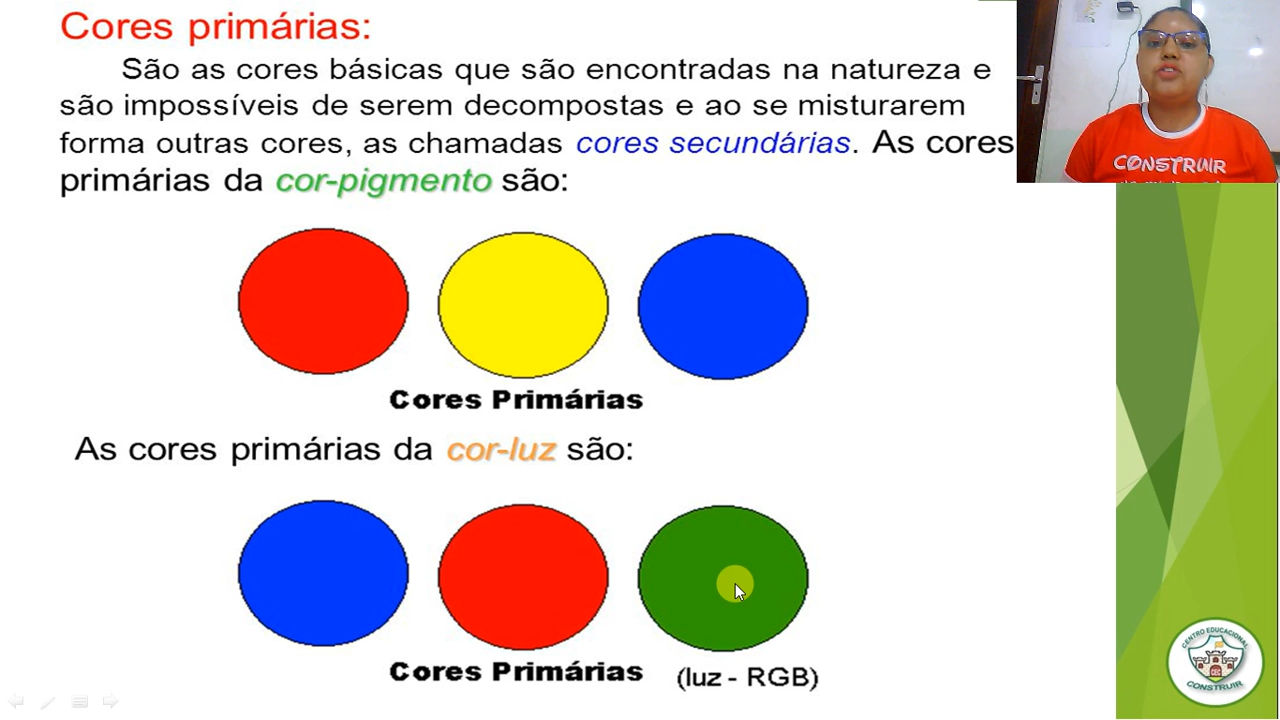 Cores primárias:
São as cores básicas que são encontradas na natureza e
são impossíveis de serem decompostas e ao se misturarem
forma outras cores, as chamadas cores secundárias. As cores
primárias da cor-pigmento são:
CONSTRUIR
Cores Primárias
As cores primárias da cor-luz são:
Cores Primárias
(luz - RGB)
CENTRO EDUCACIONAL
CEC
CONSTRUIR